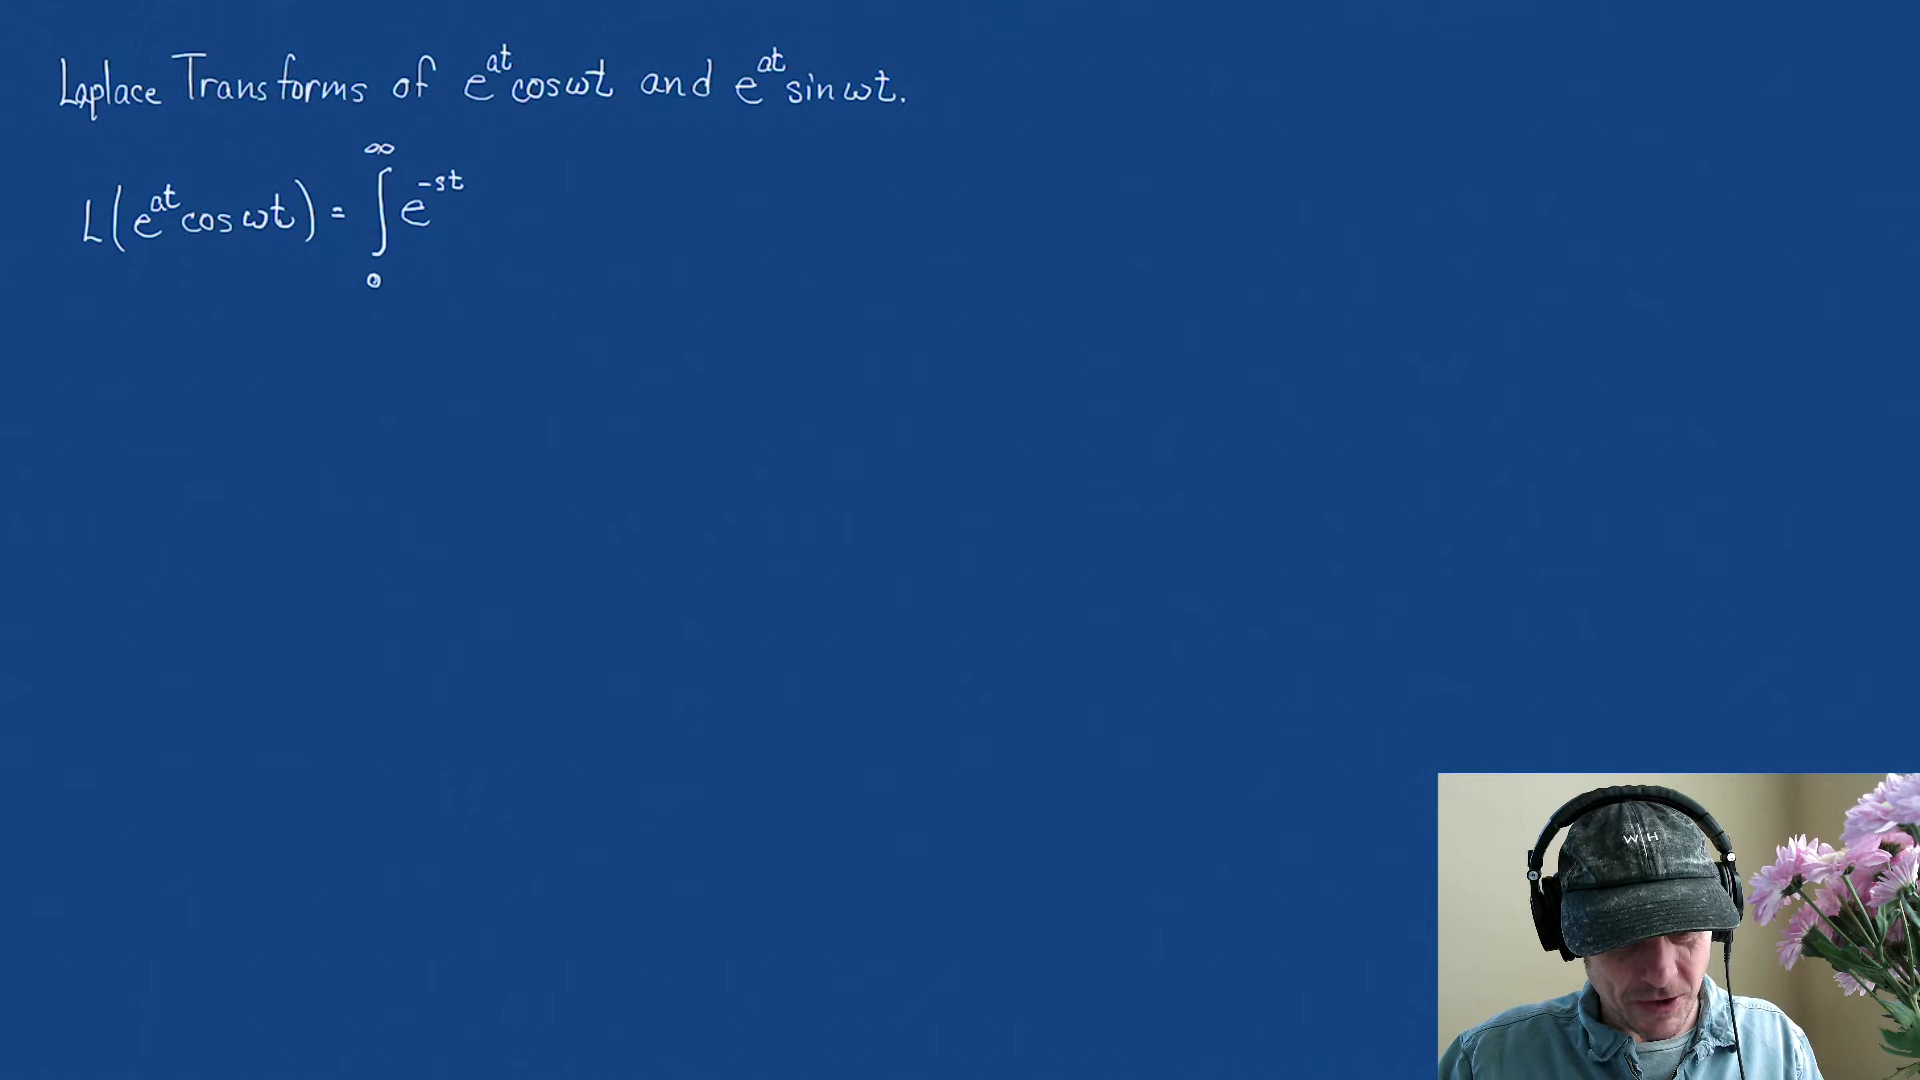 Laplace Transforms of e^{at} cos ωt and e^{at} sin ωt.
L(e^{at} cos ωt) = ∫_0^∞ e^{-st}
W H